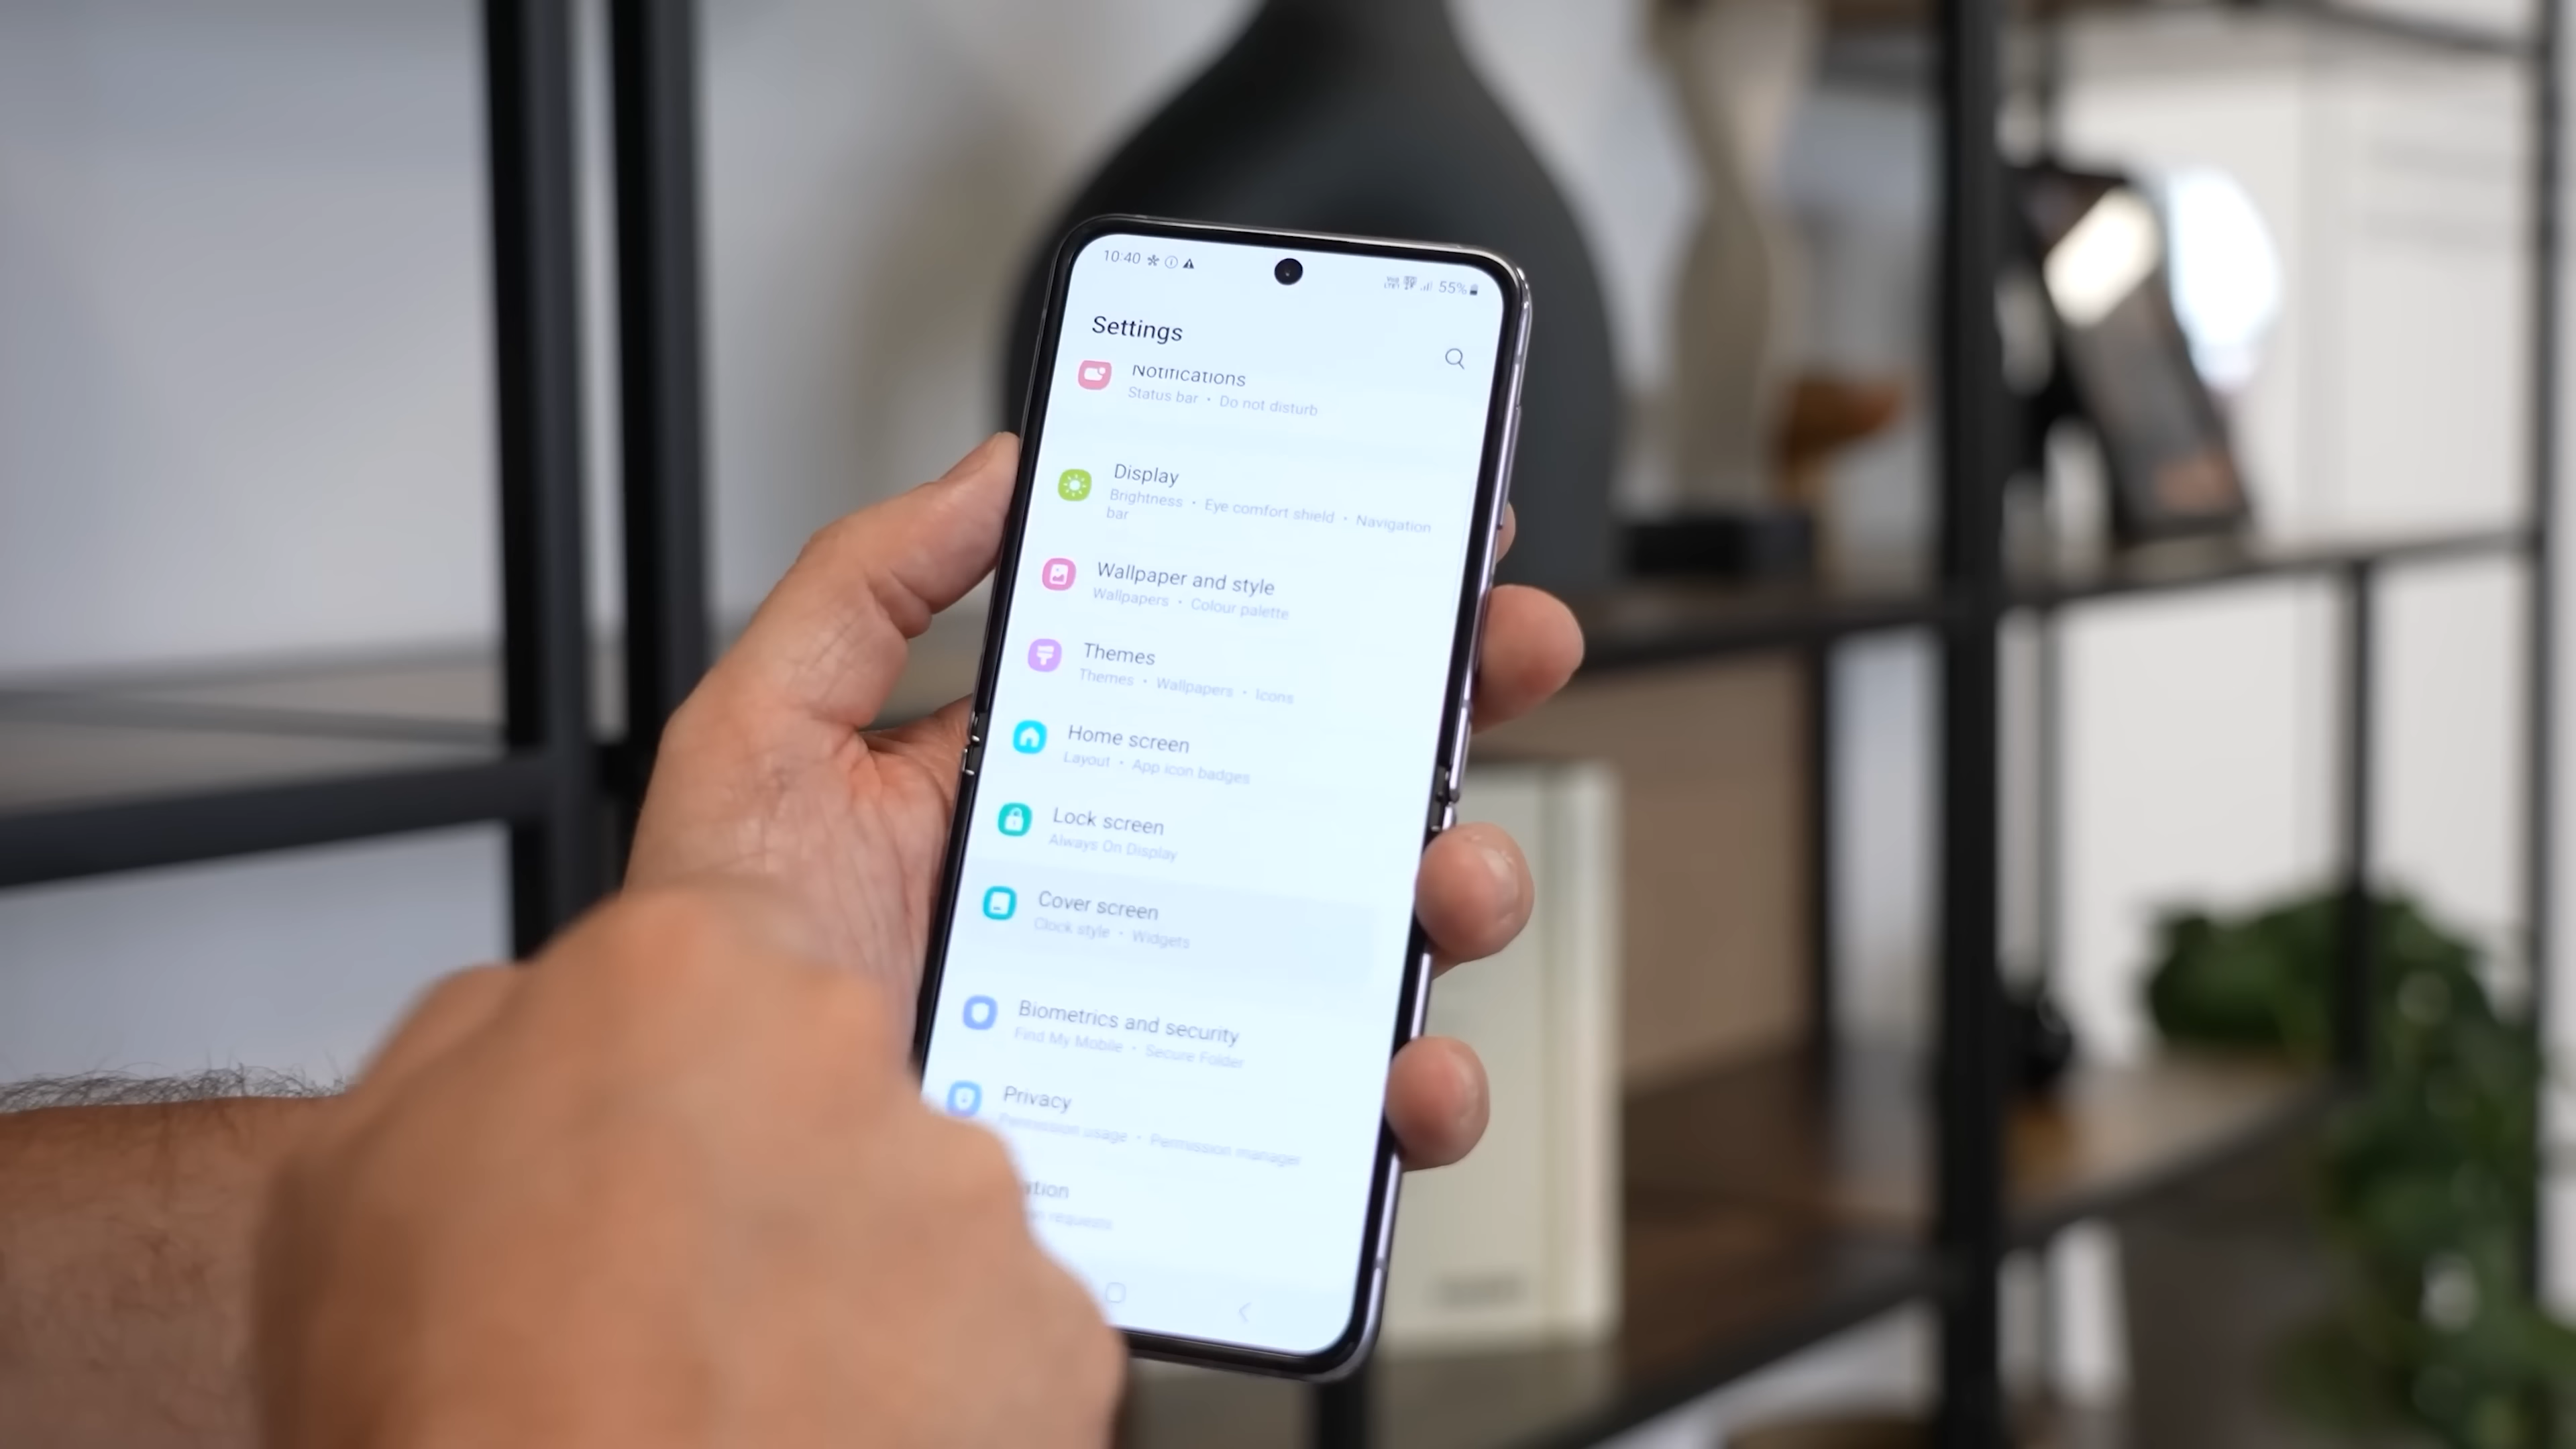 10:40
55%
Settings
Notifications
Status bar • Do not disturb
Display
Brightness • Eye comfort shield • Navigation
bar
Wallpaper and style
Wallpapers • Colour palette
Themes
Themes • Wallpapers • Icons
Home screen
Layout • App icon badges
Lock screen
Always On Display
Cover screen
Clock style • Widgets
Biometrics and security
Find My Mobile • Secure Folder
Privacy
Permission usage • Permission manager
ation
requests